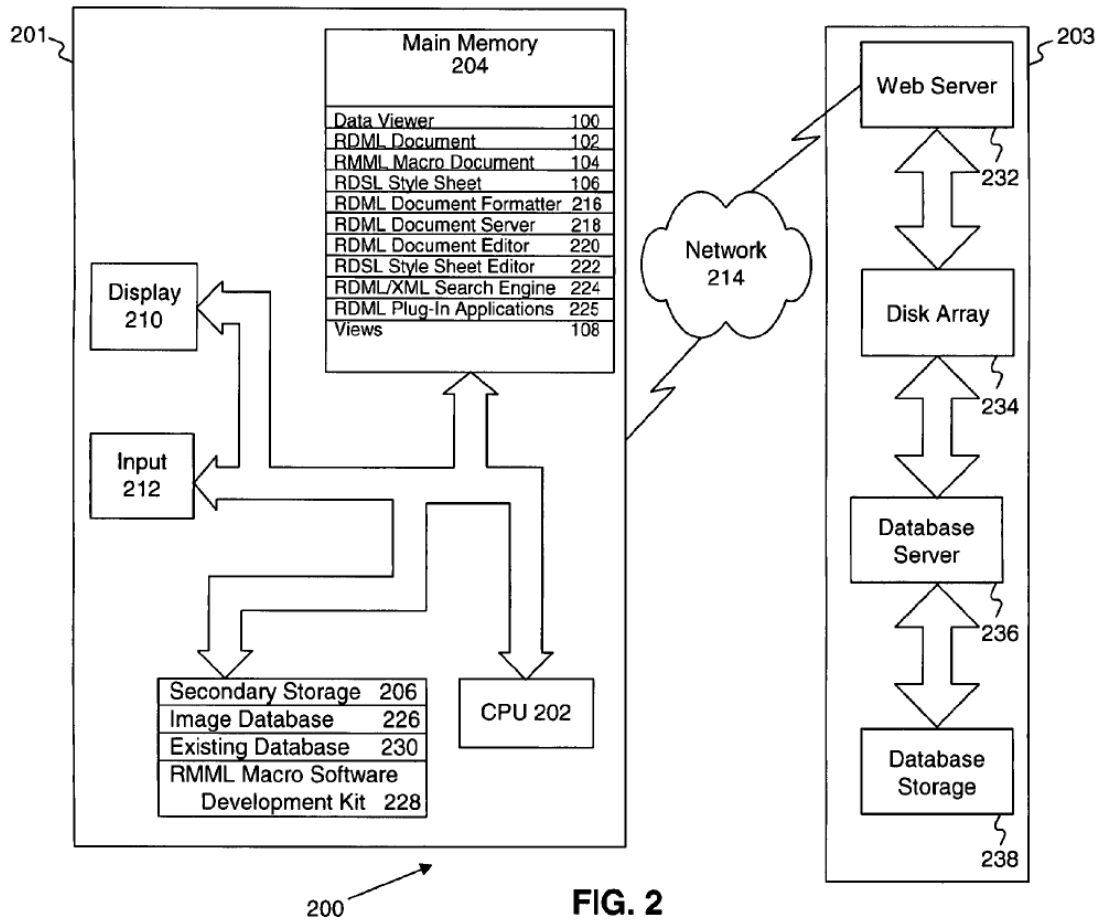 201
Main Memory
204
Data Viewer 100
RDML Document 102
RMML Macro Document 104
RDSL Style Sheet 106
RDML Document Formatter 216
RDML Document Server 218
RDML Document Editor 220
RDSL Style Sheet Editor 222
RDML/XML Search Engine 224
RDML Plug-In Applications 225
Views 108
Display
210
Input
212
Secondary Storage 206
Image Database 226
Existing Database 230
RMML Macro Software
Development Kit 228
CPU 202
Network
214
203
Web Server
232
Disk Array
234
Database
Server
236
Database
Storage
238
200
FIG. 2